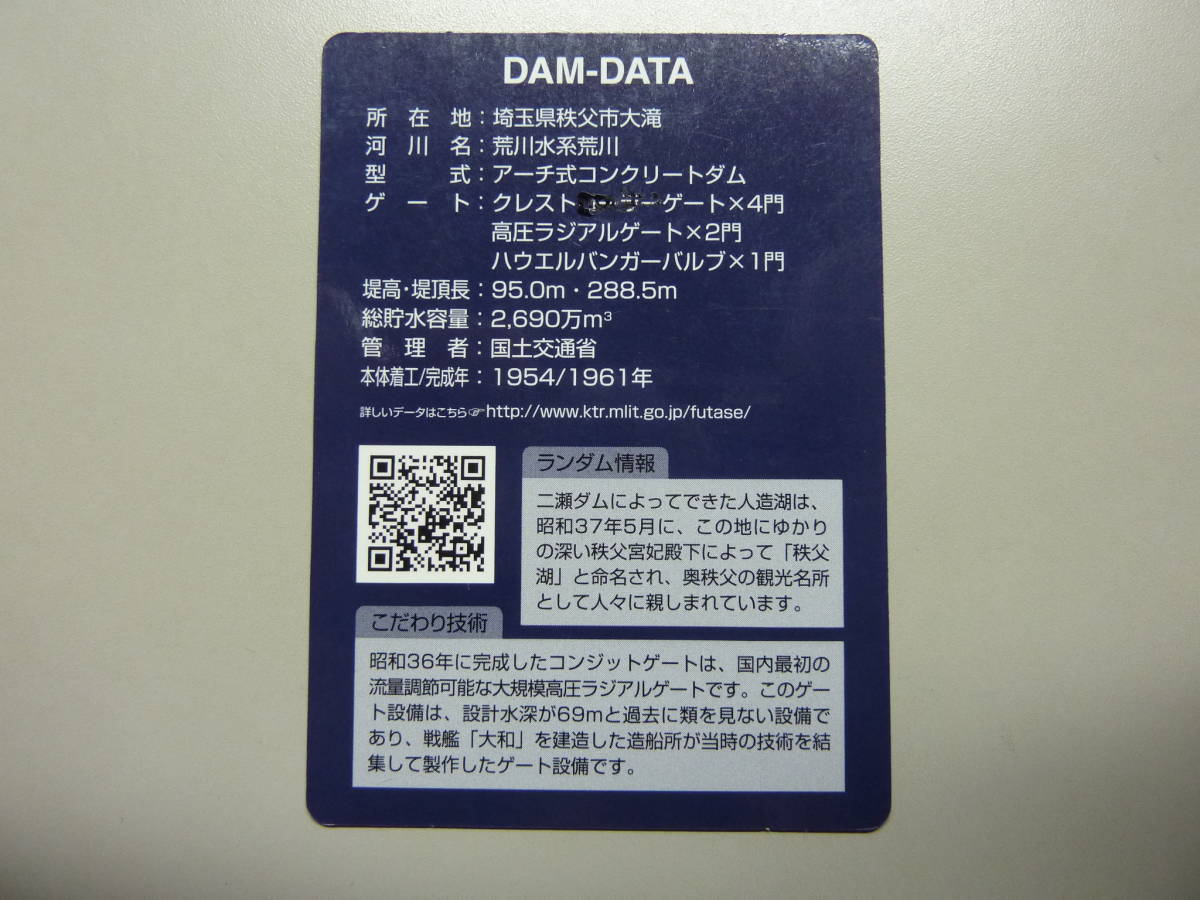 DAM-DATA
所在地：埼玉県秩父市大滝
河川名：荒川水系荒川
型式：アーチ式コンクリートダム
ゲート：クレスト ゲート×4門
高圧ラジアルゲート×2門
ハウエルバンガーバルブ×1門
堤高・堤頂長：95.0m・288.5m
総貯水容量：2,690万m³
管理者：国土交通省
本体着工/完成年：1954/1961年
詳しいデータはこちら☞http://www.ktr.mlit.go.jp/futase/
ランダム情報
二瀬ダムによってできた人造湖は、
昭和37年5月に、この地にゆかり
の深い秩父宮妃殿下によって「秩父
湖」と命名され、奥秩父の観光名所
として人々に親しまれています。
こだわり技術
昭和36年に完成したコンジットゲートは、国内最初の
流量調節可能な大規模高圧ラジアルゲートです。このゲー
ト設備は、設計水深が69mと過去に類を見ない設備で
あり、戦艦「大和」を建造した造船所が当時の技術を結
集して製作したゲート設備です。